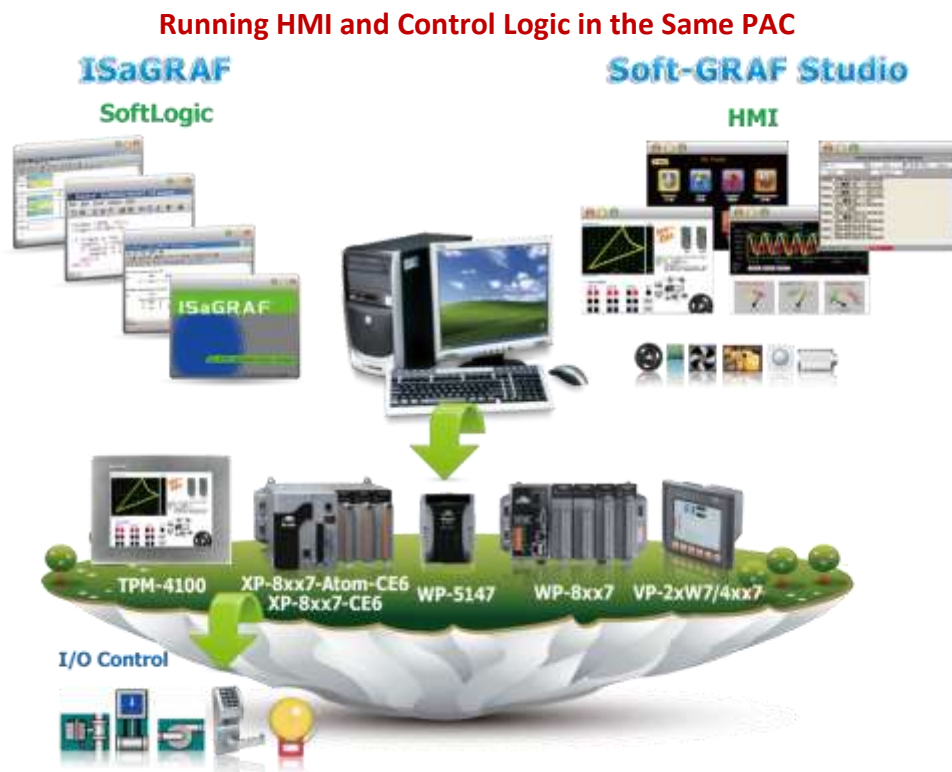 Running HMI and Control Logic in the Same PAC
ISaGRAF
Soft-GRAF Studio
SoftLogic
HMI
ISaGRAF
TPM-4100
XP-8xx7-Atom-CE6
XP-8xx7-CE6
WP-5147
WP-8xx7
VP-2xW7/4xx7
I/O Control